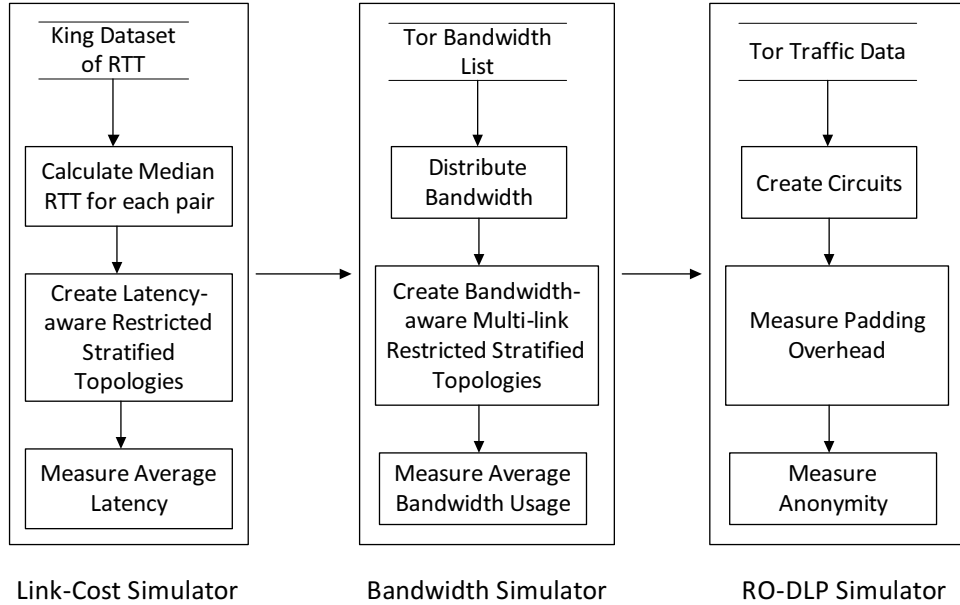 King Dataset
of RTT
Calculate Median
RTT for each pair
Create Latency-
aware Restricted
Stratified
Topologies
Measure Average
Latency
Link-Cost Simulator
Tor Bandwidth
List
Distribute
Bandwidth
Create Bandwidth-
aware Multi-link
Restricted Stratified
Topologies
Measure Average
Bandwidth Usage
Bandwidth Simulator
Tor Traffic Data
Create Circuits
Measure Padding
Overhead
Measure
Anonymity
RO-DLP Simulator